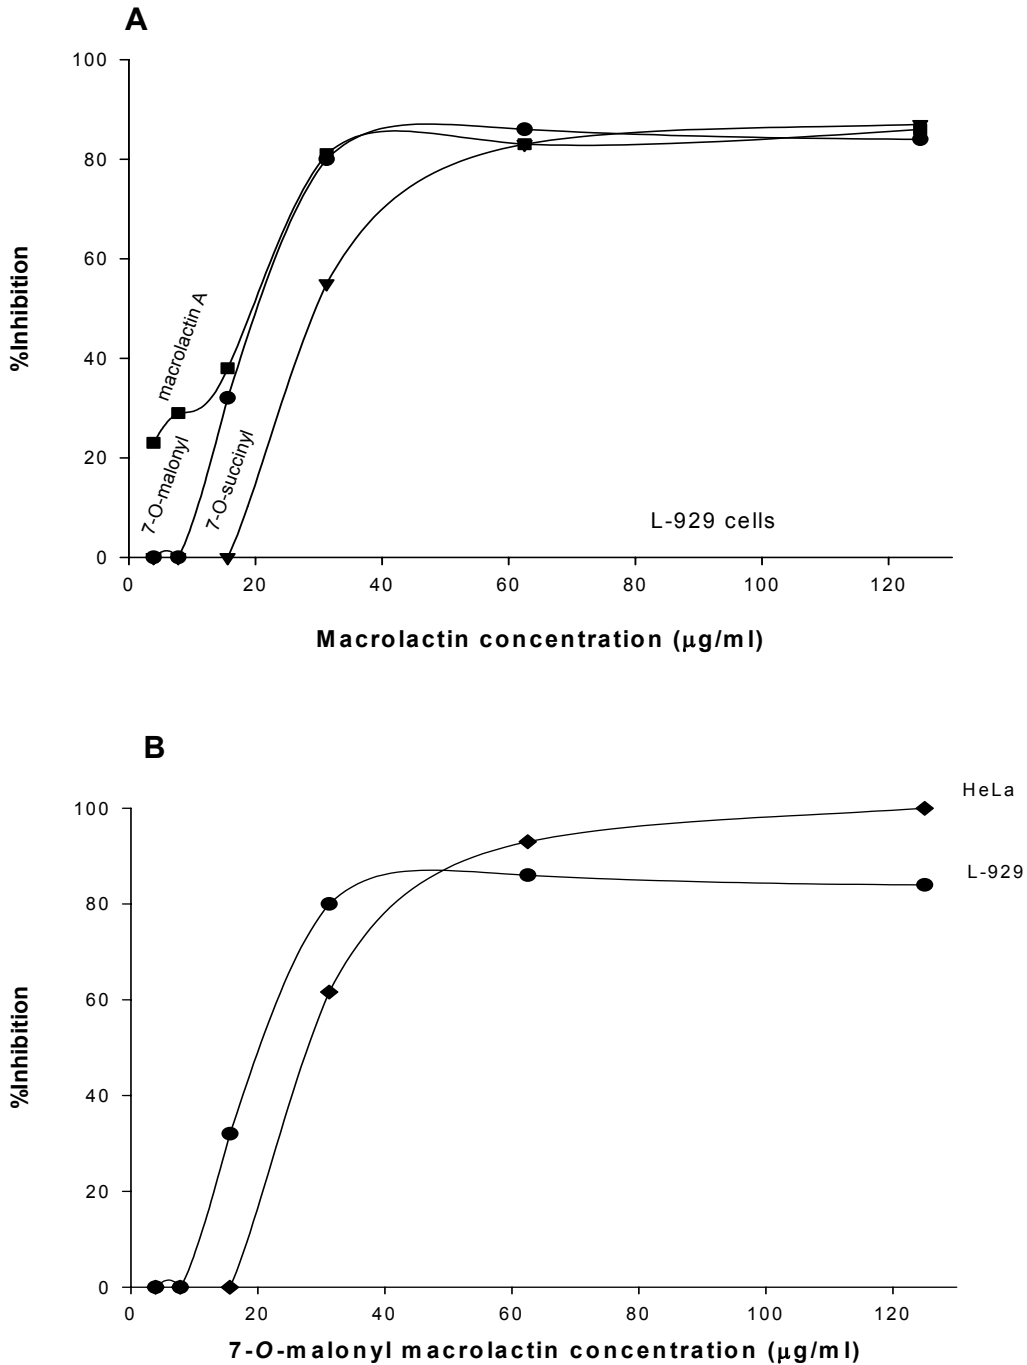 A
100
80
60
40
20
0
%Inhibition
macrolactin A
7-O-malonyl
7-O-succinyl
L-929 cells
0 20 40 60 80 100 120
Macrolactin concentration (μg/ml)
B
HeLa
L-929
100
80
60
40
20
0
%Inhibition
0 20 40 60 80 100 120
7-O-malonyl macrolactin concentration (μg/ml)